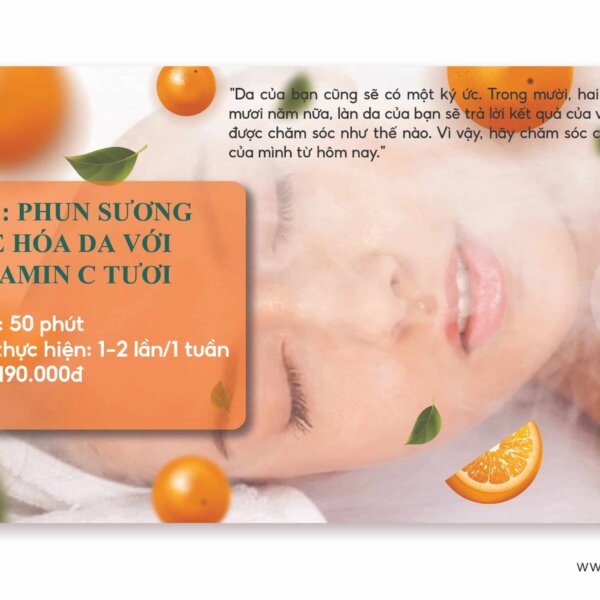 "Da của bạn cũng sẽ có một ký ức. Trong mười, hai
mươi năm nữa, làn da của bạn sẽ trả lời kết quả của v
được chăm sóc như thế nào. Vì vậy, hãy chăm sóc c
của mình từ hôm nay."
: PHUN SƯƠNG
E HÓA DA VỚI
AMIN C TƯƠI
: 50 phút
thực hiện: 1-2 lần/1 tuần
190.000đ
ww